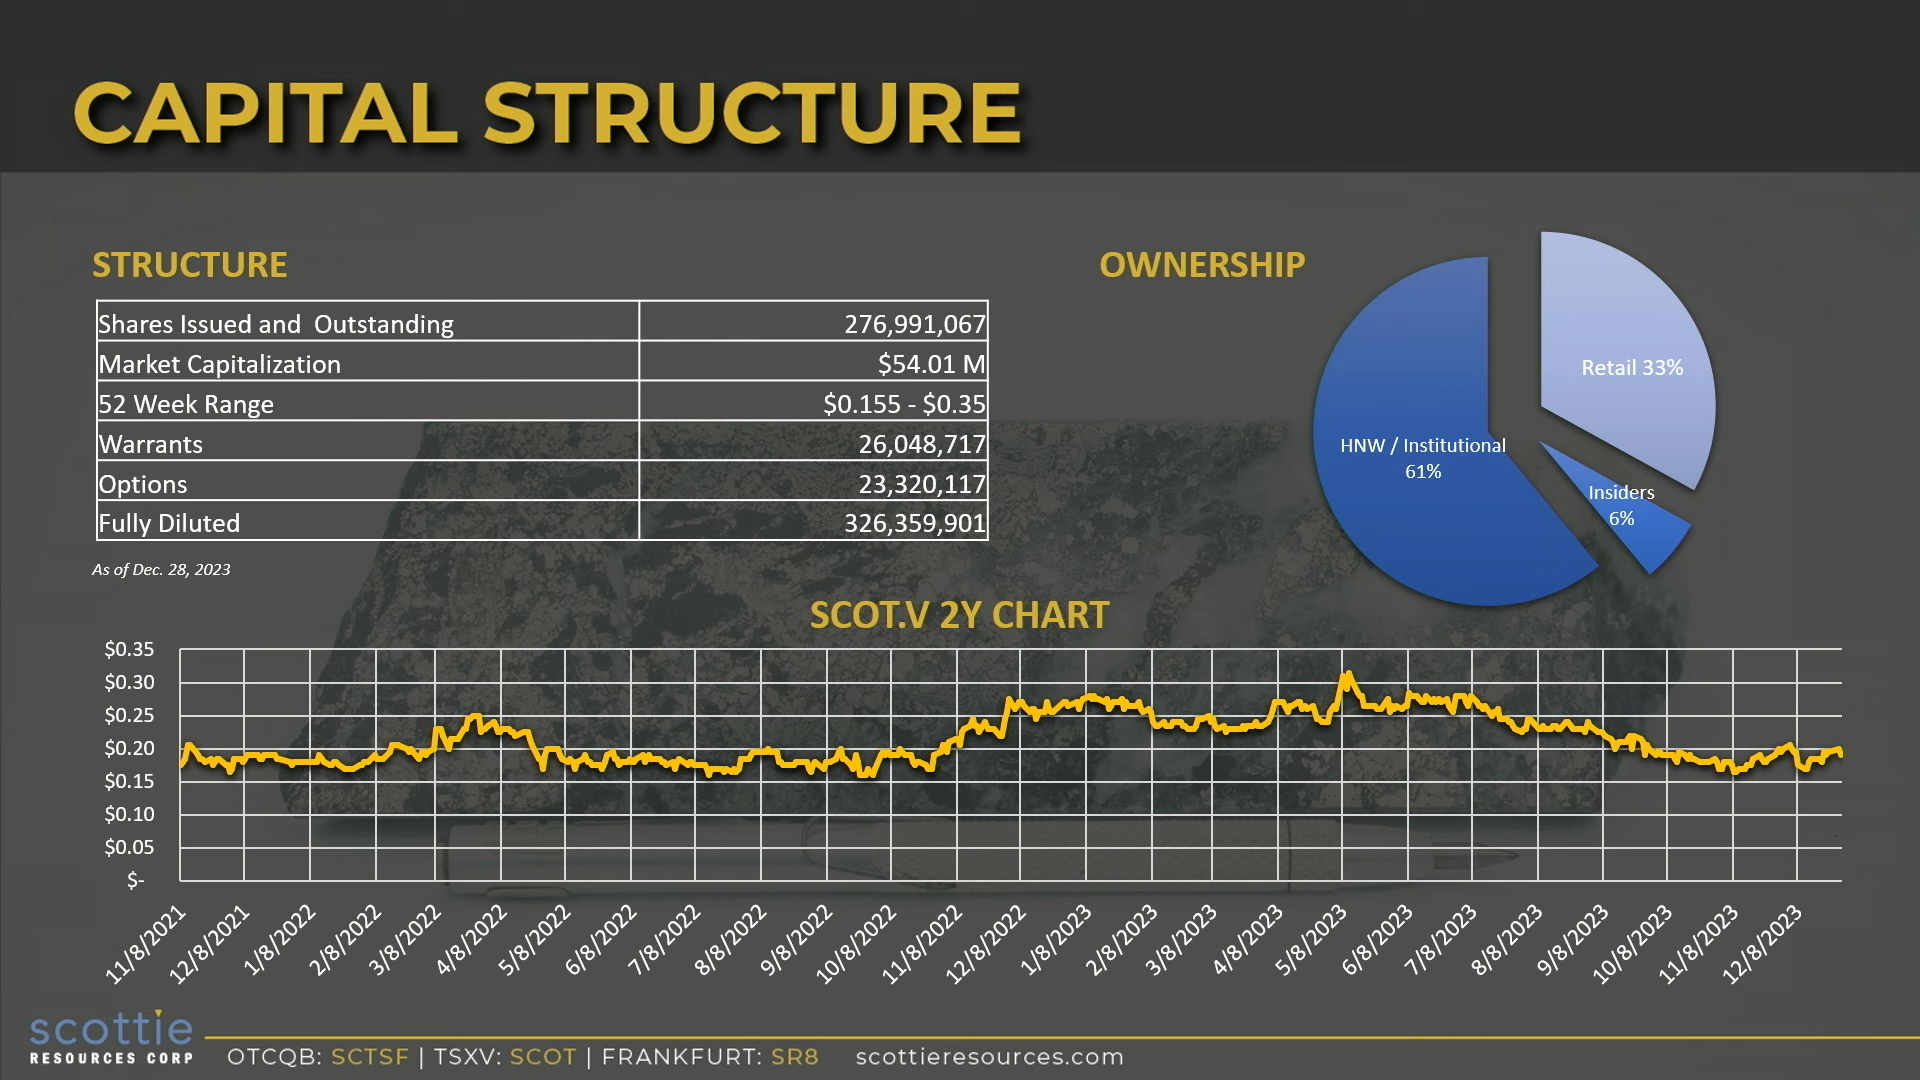 CAPITAL STRUCTURE
STRUCTURE
Shares Issued and  Outstanding 276,991,067
Market Capitalization $54.01 M
52 Week Range $0.155 - $0.35
Warrants 26,048,717
Options 23,320,117
Fully Diluted 326,359,901
As of Dec. 28, 2023
OWNERSHIP
Retail 33%
HNW / Institutional
61%
Insiders
6%
SCOT.V 2Y CHART
$0.35
$0.30
$0.25
$0.20
$0.15
$0.10
$0.05
$-
11/8/2021
12/8/2021
1/8/2022
2/8/2022
3/8/2022
4/8/2022
5/8/2022
6/8/2022
7/8/2022
8/8/2022
9/8/2022
10/8/2022
11/8/2022
12/8/2022
1/8/2023
2/8/2023
3/8/2023
4/8/2023
5/8/2023
6/8/2023
7/8/2023
8/8/2023
9/8/2023
10/8/2023
11/8/2023
12/8/2023
scottie
RESOURCES CORP
OTCQB: SCTSF | TSXV: SCOT | FRANKFURT: SR8 scottieresources.com